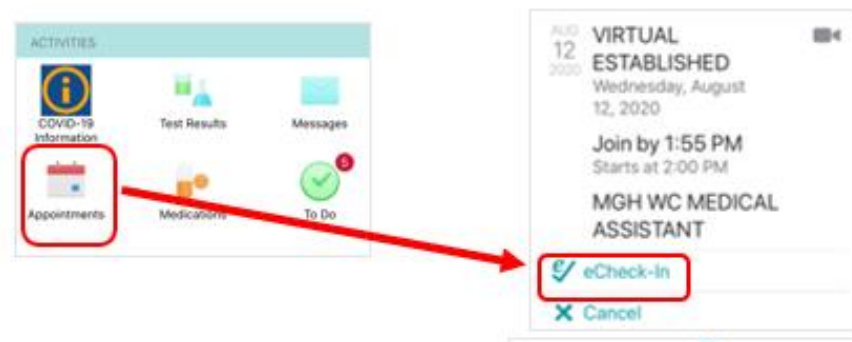 ACTIVITIES
COVID-19
Information
Test Results
Messages
Appointments
Medications
5
To Do
AUG
12
2020
VIRTUAL
ESTABLISHED
Wednesday, August
12, 2020
Join by 1:55 PM
Starts at 2:00 PM
MGH WC MEDICAL
ASSISTANT
eCheck-In
Cancel